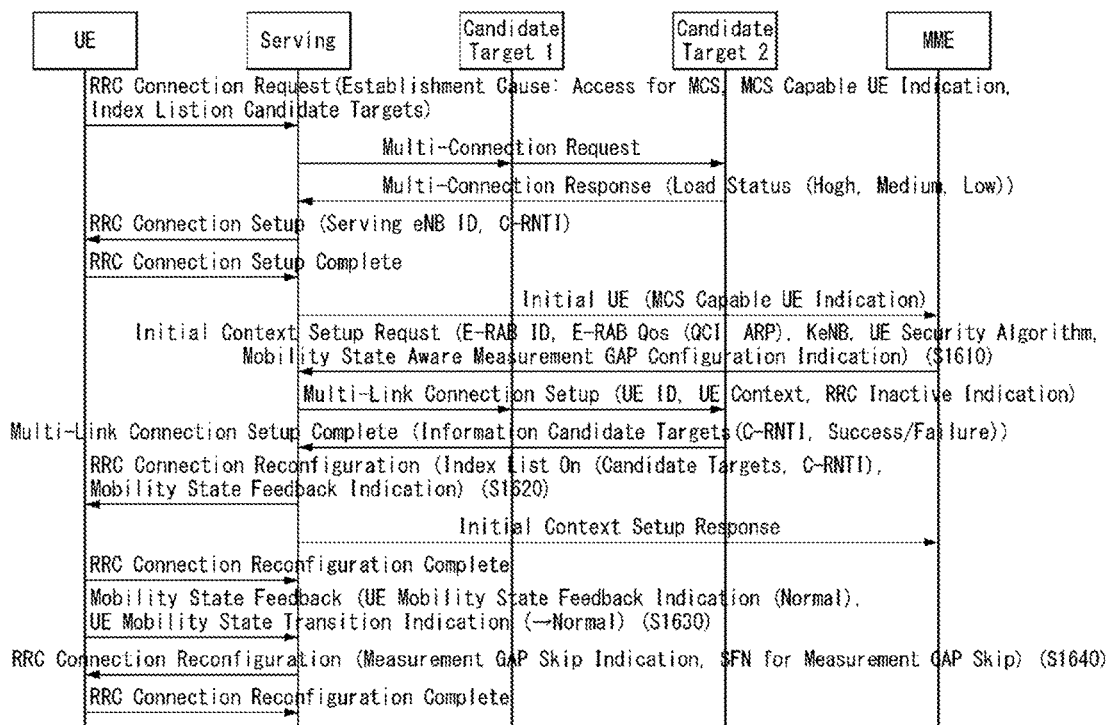 UE
Serving
Candidate
Target 1
Candidate
Target 2
MME
RRC Connection Request(Establishment Cause: Access for MCS, MCS Capable UE Indication,
Index Listion Candidate Targets)
Multi-Connection Request
Multi-Connection Response (Load Status (Hogh, Medium, Low))
RRC Connection Setup (Serving eNB ID, C-RNTI)
RRC Connection Setup Complete
Initial UE (MCS Capable UE Indication)
Initial Context Setup Requst (E-RAB ID, E-RAB Qos (QCI, ARP), KeNB, UE Security Algorithm,
Mobility State Aware Measurement GAP Configuration Indication) (S1610)
Multi-Link Connection Setup (UE ID, UE Context, RRC Inactive Indication)
Multi-Link Connection Setup Complete (Information Candidate Targets(C-RNTI, Success/Failure))
RRC Connection Reconfiguration (Index List On (Candidate Targets, C-RNTI),
Mobility State Feedback Indication) (S1620)
Initial Context Setup Response
RRC Connection Reconfiguration Complete
Mobility State Feedback (UE Mobility State Feedback Indication (Normal),
UE Mobility State Transition Indication (→Normal) (S1630)
RRC Connection Reconfiguration (Measurement GAP Skip Indication, SFN for Measurement GAP Skip) (S1640)
RRC Connection Reconfiguration Complete